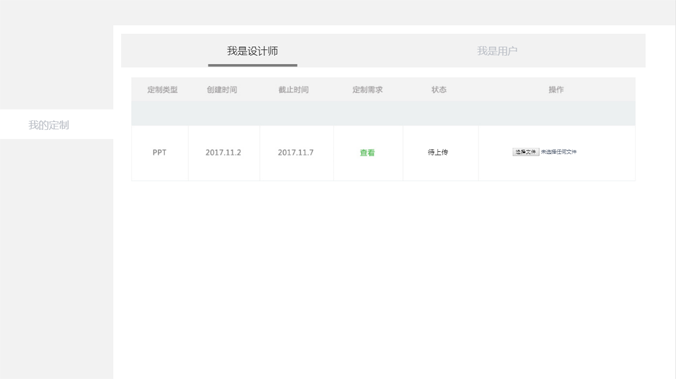 我是设计师 我是用户
定制类型 创建时间 截止时间 定制需求 状态 操作
我的定制
PPT 2017.11.2 2017.11.7 查看 待上传 选择文件 未选择任何文件